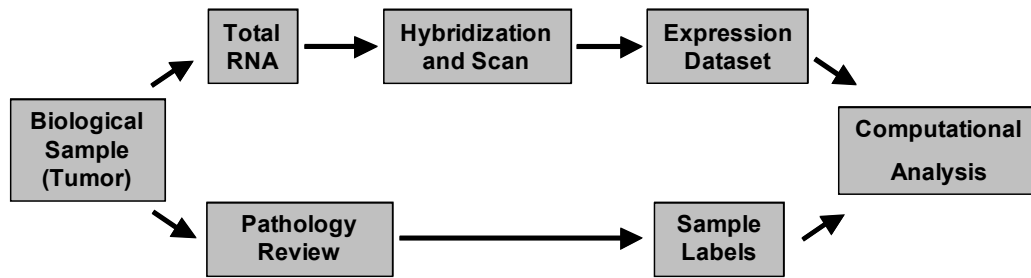 Total
RNA
Hybridization
and Scan
Expression
Dataset
Biological
Sample
(Tumor)
Computational
Analysis
Pathology
Review
Sample
Labels